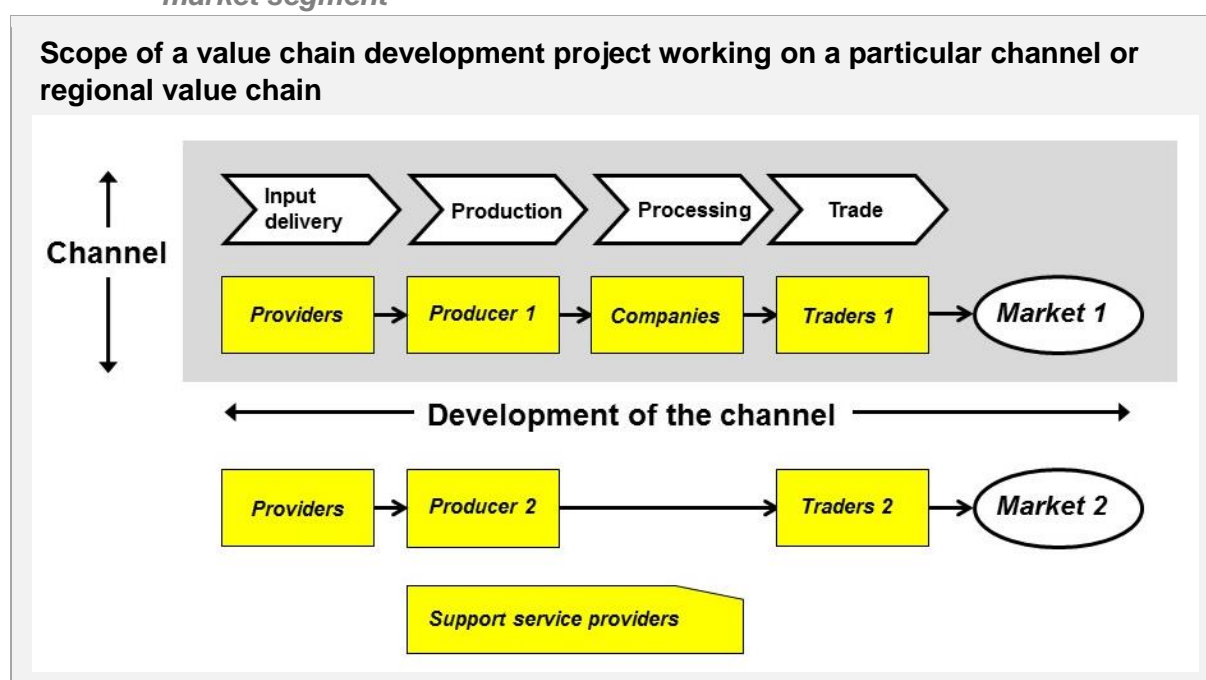 market segment
Scope of a value chain development project working on a particular channel or
regional value chain
Input
delivery
Production
Processing
Trade
Channel
Providers
Producer 1
Companies
Traders 1
Market 1
Development of the channel
Providers
Producer 2
Traders 2
Market 2
Support service providers